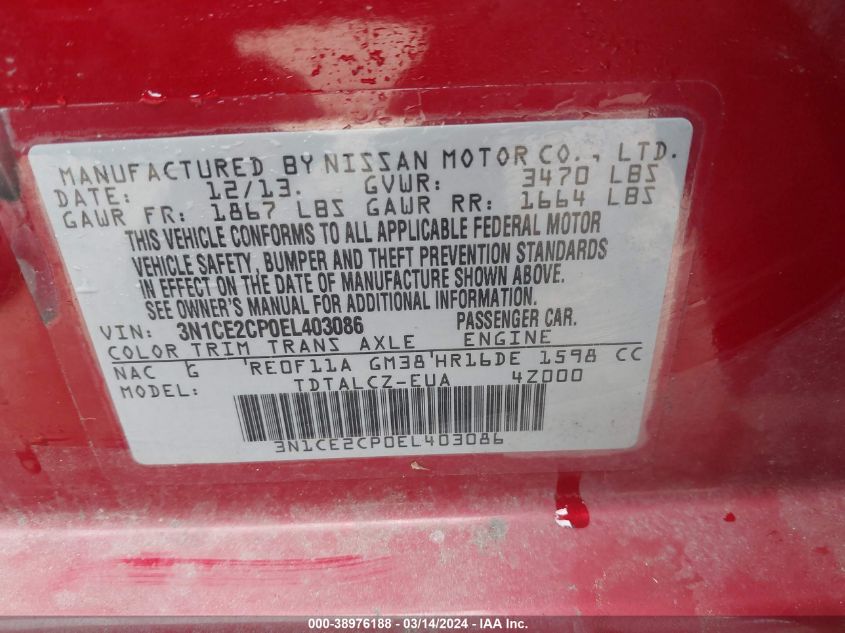 MANUFACTURED BY NISSAN MOTOR CO., LTD.
DATE: 12/13. GVWR: 3470 LBS
GAWR FR: 1867 LBS GAWR RR: 1664 LBS
THIS VEHICLE CONFORMS TO ALL APPLICABLE FEDERAL MOTOR
VEHICLE SAFETY, BUMPER AND THEFT PREVENTION STANDARDS
IN EFFECT ON THE DATE OF MANUFACTURE SHOWN ABOVE.
SEE OWNER'S MANUAL FOR ADDITIONAL INFORMATION.
VIN: 3N1CE2CP0EL403086 PASSENGER CAR.
COLOR TRIM TRANS AXLE ENGINE
NAC G RE0F11A GM38 HR16DE 1598 CC
MODEL: TDTALCZ-EUA 4Z000
3N1CE2CP0EL403086
000-38976188 - 03/14/2024 - IAA Inc.